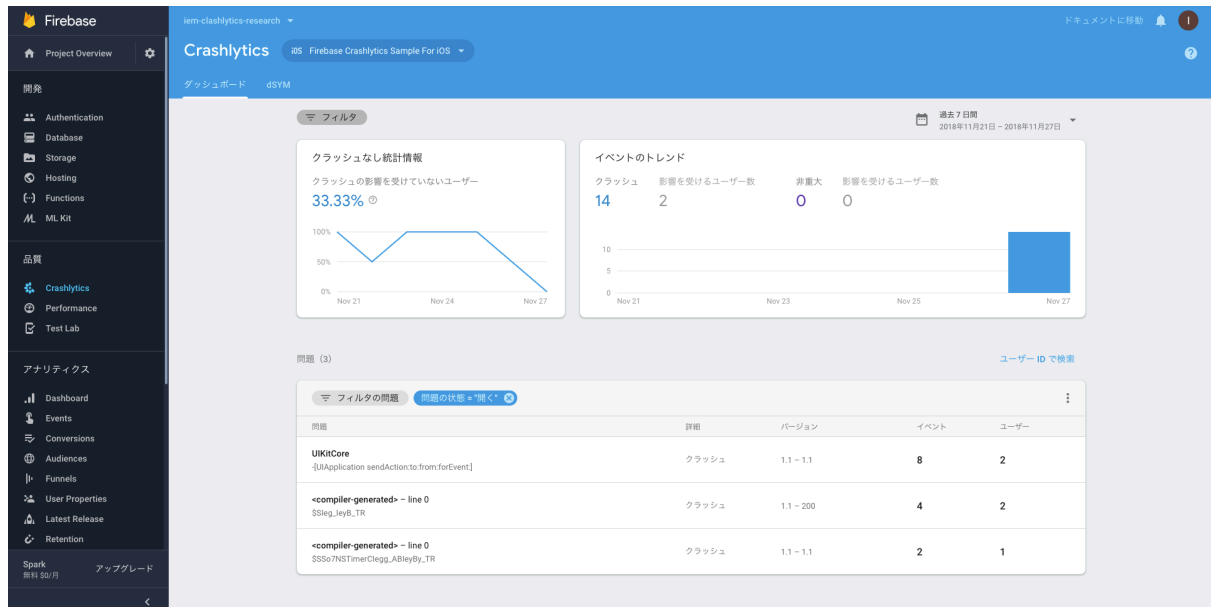 Firebase
Project Overview
開発
Authentication
Database
Storage
Hosting
Functions
ML Kit
品質
Crashlytics
Performance
Test Lab
アナリティクス
Dashboard
Events
Conversions
Audiences
Funnels
User Properties
Latest Release
Retention
Spark
無料 $0/月
アップグレード
iem-clashlytics-research
ドキュメントに移動
I
Crashlytics
iOS Firebase Crashlytics Sample For iOS
ダッシュボード dSYM
フィルタ
過去 7 日間
2018年11月21日 – 2018年11月27日
クラッシュなし統計情報
クラッシュの影響を受けていないユーザー
33.33%
100%
50%
0%
Nov 21 Nov 24 Nov 27
イベントのトレンド
クラッシュ 影響を受けるユーザー数 非重大 影響を受けるユーザー数
14 2 0 0
10
5
0
Nov 21 Nov 23 Nov 25 Nov 27
問題（3）
ユーザー ID で検索
フィルタの問題 問題の状態 = "開く"
問題 詳細 バージョン イベント ユーザー
UIKitCore
-[UIApplication sendAction:to:from:forEvent:]
クラッシュ 1.1 – 1.1 8 2
<compiler-generated> – line 0
$SIeg_IeyB_TR
クラッシュ 1.1 – 200 4 2
<compiler-generated> – line 0
$SSo7NSTimerCIegg_ABIeyBy_TR
クラッシュ 1.1 – 1.1 2 1